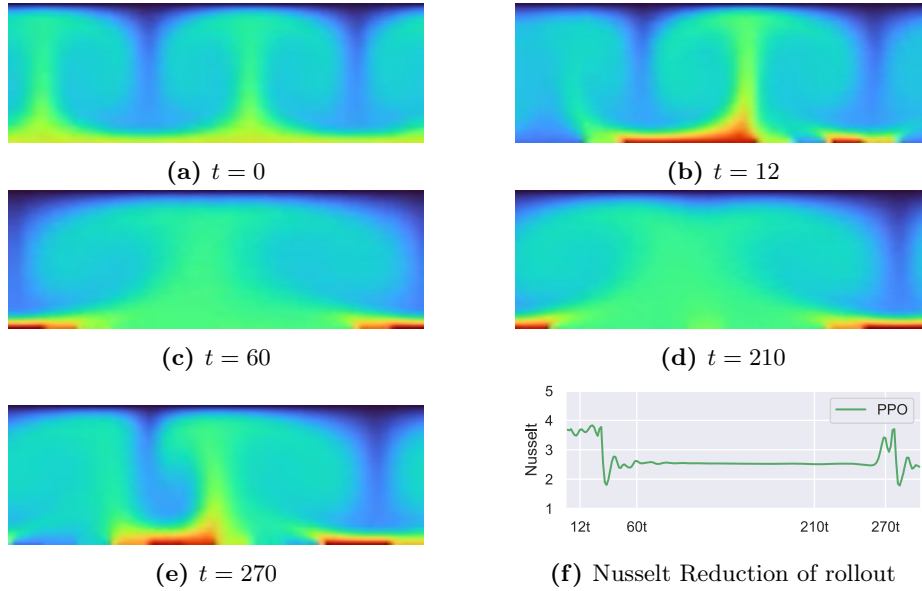 (a) t = 0
(b) t = 12
(c) t = 60
(d) t = 210
5
4
3
2
1
Nusselt
PPO
12t 60t 210t 270t
(e) t = 270
(f) Nusselt Reduction of rollout